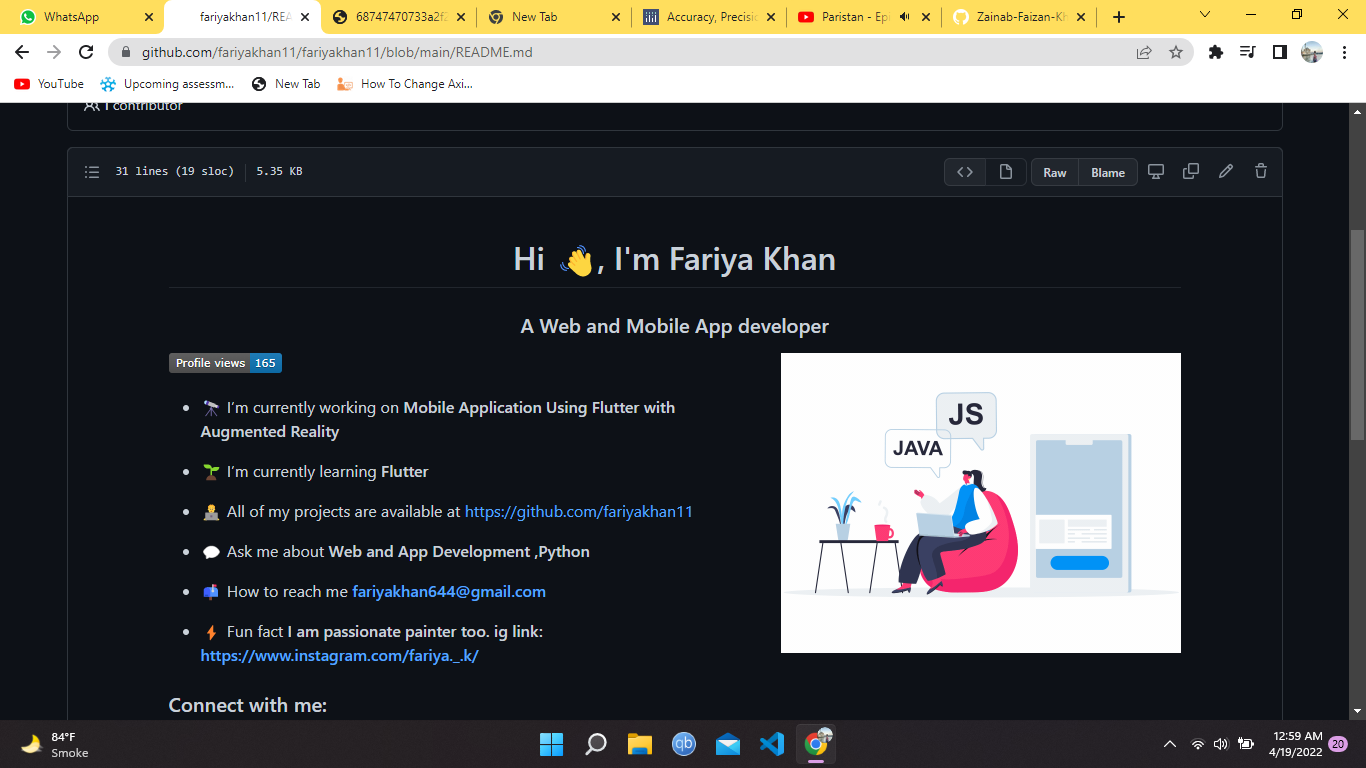 WhatsApp
fariyakhan11/REA
68747470733a2f2
New Tab
Accuracy, Precisio
Paristan - Epi
Zainab-Faizan-Kh
github.com/fariyakhan11/fariyakhan11/blob/main/README.md
YouTube
Upcoming assessm...
New Tab
How To Change Axi...
1 contributor
31 lines (19 sloc) 5.35 KB
Raw Blame
Hi 👋, I'm Fariya Khan
A Web and Mobile App developer
Profile views 165
🔭 I’m currently working on Mobile Application Using Flutter with
Augmented Reality
🌱 I’m currently learning Flutter
👨‍💻 All of my projects are available at https://github.com/fariyakhan11
💬 Ask me about Web and App Development ,Python
📫 How to reach me fariyakhan644@gmail.com
⚡ Fun fact I am passionate painter too. ig link:
https://www.instagram.com/fariya._.k/
JS
JAVA
Connect with me:
84°F
Smoke
qb
12:59 AM
4/19/2022
20